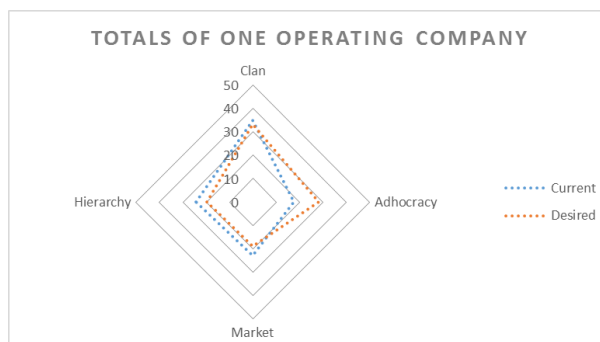 TOTALS OF ONE OPERATING COMPANY
Clan
50
40
30
20
10
0
Hierarchy
Adhocracy
Market
Current
Desired